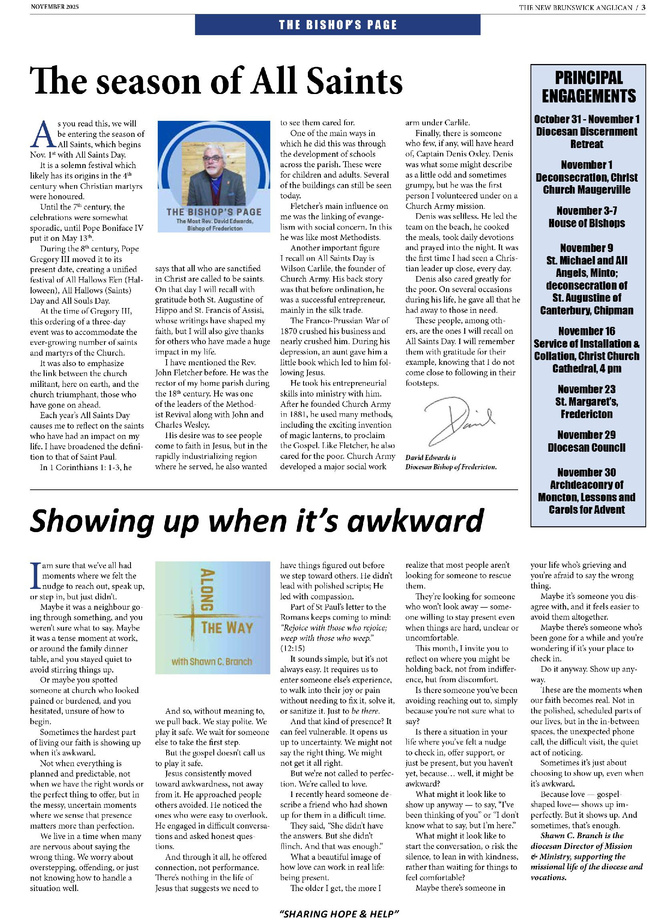 NOVEMBER 2025
THE NEW BRUNSWICK ANGLICAN / 3
THE BISHOP'S PAGE
The season of All Saints
As you read this, we will
be entering the season of
All Saints, which begins
Nov. 1st with All Saints Day.
It is a solemn festival which
likely has its origins in the 4th
century when Christian martyrs
were honoured.
Until the 7th century, the
celebrations were somewhat
sporadic, until Pope Boniface IV
put it on May 13th.
During the 8th century, Pope
Gregory III moved it to its
present date, creating a unified
festival of All Hallows E'en (Hal-
loween), All Hallows (Saints)
Day and All Souls Day.
At the time of Gregory III,
this ordering of a three-day
event was to accommodate the
ever-growing number of saints
and martyrs of the Church.
It was also to emphasize
the link between the church
militant, here on earth, and the
church triumphant, those who
have gone on ahead.
Each year All Saints Day
causes me to reflect on the saints
who have had an impact on my
life. I have broadened the defini-
tion to that of Saint Paul.
In 1 Corinthians 1: 1-3, he
THE BISHOP'S PAGE
The Most Rev. David Edwards,
Bishop of Fredericton
says that all who are sanctified
in Christ are called to be saints.
On that day I will recall with
gratitude both St. Augustine of
Hippo and St. Francis of Assisi,
whose writings have shaped my
faith, but I will also give thanks
for others who have made a huge
impact in my life.
I have mentioned the Rev.
John Fletcher before. He was the
rector of my home parish during
the 18th century. He was one
of the leaders of the Method-
ist Revival along with John and
Charles Wesley.
His desire was to see people
come to faith in Jesus, but in the
rapidly industrializing region
where he served, he also wanted
to see them cared for.
One of the main ways in
which he did this was through
the development of schools
across the parish. These were
for children and adults. Several
of the buildings can still be seen
today.
Fletcher's main influence on
me was the linking of evange-
lism with social concern. In this
he was like most Methodists.
Another important figure
I recall on All Saints Day is
Wilson Carlile, the founder of
Church Army. His back story
was that before ordination, he
was a successful entrepreneur,
mainly in the silk trade.
The Franco-Prussian War of
1870 crushed his business and
nearly crushed him. During his
depression, an aunt gave him a
little book which led to him fol-
lowing Jesus.
He took his entrepreneurial
skills into ministry with him.
After he founded Church Army
in 1881, he used many methods,
including the exciting invention
of magic lanterns, to proclaim
the Gospel. Like Fletcher, he also
cared for the poor. Church Army
developed a major social work
arm under Carlile.
Finally, there is someone
who few, if any, will have heard
of, Captain Denis Oxley. Denis
was what some might describe
as a little odd and sometimes
grumpy, but he was the first
person I volunteered under on a
Church Army mission.
Denis was selfless. He led the
team on the beach, he cooked
the meals, took daily devotions
and prayed into the night. It was
the first time I had seen a Chris-
tian leader up close, every day.
Denis also cared greatly for
the poor. On several occasions
during his life, he gave all that he
had away to those in need.
These people, among oth-
ers, are the ones I will recall on
All Saints Day. I will remember
them with gratitude for their
example, knowing that I do not
come close to following in their
footsteps.
David
David Edwards is
Diocesan Bishop of Fredericton.
PRINCIPAL
ENGAGEMENTS
October 31 - November 1
Diocesan Discernment
Retreat
November 1
Deconsecration, Christ
Church Maugerville
November 3-7
House of Bishops
November 9
St. Michael and All
Angels, Minto;
deconsecration of
St. Augustine of
Canterbury, Chipman
November 16
Service of Installation &
Collation, Christ Church
Cathedral, 4 pm
November 23
St. Margaret's,
Fredericton
November 29
Diocesan Council
November 30
Archdeaconry of
Moncton, Lessons and
Carols for Advent
Showing up when it's awkward
I am sure that we've all had
moments where we felt the
nudge to reach out, speak up,
or step in, but just didn't.
Maybe it was a neighbour go-
ing through something, and you
weren't sure what to say. Maybe
it was a tense moment at work,
or around the family dinner
table, and you stayed quiet to
avoid stirring things up.
Or maybe you spotted
someone at church who looked
pained or burdened, and you
hesitated, unsure of how to
begin.
Sometimes the hardest part
of living our faith is showing up
when it's awkward.
Not when everything is
planned and predictable, not
when we have the right words or
the perfect thing to offer, but in
the messy, uncertain moments
where we sense that presence
matters more than perfection.
We live in a time when many
are nervous about saying the
wrong thing. We worry about
overstepping, offending, or just
not knowing how to handle a
situation well.
ALONG
THE WAY
with Shawn C. Branch
And so, without meaning to,
we pull back. We stay polite. We
play it safe. We wait for someone
else to take the first step.
But the gospel doesn't call us
to play it safe.
Jesus consistently moved
toward awkwardness, not away
from it. He approached people
others avoided. He noticed the
ones who were easy to overlook.
He engaged in difficult conversa-
tions and asked honest ques-
tions.
And through it all, he offered
connection, not performance.
There's nothing in the life of
Jesus that suggests we need to
have things figured out before
we step toward others. He didn't
lead with polished scripts; He
led with compassion.
Part of St Paul's letter to the
Romans keeps coming to mind:
"Rejoice with those who rejoice;
weep with those who weep."
(12:15)
It sounds simple, but it's not
always easy. It requires us to
enter someone else's experience,
to walk into their joy or pain
without needing to fix it, solve it,
or sanitize it. Just to be there.
And that kind of presence? It
can feel vulnerable. It opens us
up to uncertainty. We might not
say the right thing. We might
not get it all right.
But we're not called to perfec-
tion. We're called to love.
I recently heard someone de-
scribe a friend who had shown
up for them in a difficult time.
They said, "She didn't have
the answers. But she didn't
flinch. And that was enough."
What a beautiful image of
how love can work in real life:
being present.
The older I get, the more I
realize that most people aren't
looking for someone to rescue
them.
They're looking for someone
who won't look away — some-
one willing to stay present even
when things are hard, unclear or
uncomfortable.
This month, I invite you to
reflect on where you might be
holding back, not from indiffer-
ence, but from discomfort.
Is there someone you've been
avoiding reaching out to, simply
because you're not sure what to
say?
Is there a situation in your
life where you've felt a nudge
to check in, offer support, or
just be present, but you haven't
yet, because… well, it might be
awkward?
What might it look like to
show up anyway — to say, "I've
been thinking of you" or "I don't
know what to say, but I'm here."
What might it look like to
start the conversation, o risk the
silence, to lean in with kindness,
rather than waiting for things to
feel comfortable?
Maybe there's someone in
your life who's grieving and
you're afraid to say the wrong
thing.
Maybe it's someone you dis-
agree with, and it feels easier to
avoid them altogether.
Maybe there's someone who's
been gone for a while and you're
wondering if it's your place to
check in.
Do it anyway. Show up any-
way.
These are the moments when
our faith becomes real. Not in
the polished, scheduled parts of
our lives, but in the in-between
spaces, the unexpected phone
call, the difficult visit, the quiet
act of noticing.
Sometimes it's just about
choosing to show up, even when
it's awkward.
Because love — gospel-
shaped love— shows up im-
perfectly. But it shows up. And
sometimes, that's enough.
Shawn C. Branch is the
diocesan Director of Mission
& Ministry, supporting the
missional life of the diocese and
vocations.
"SHARING HOPE & HELP"